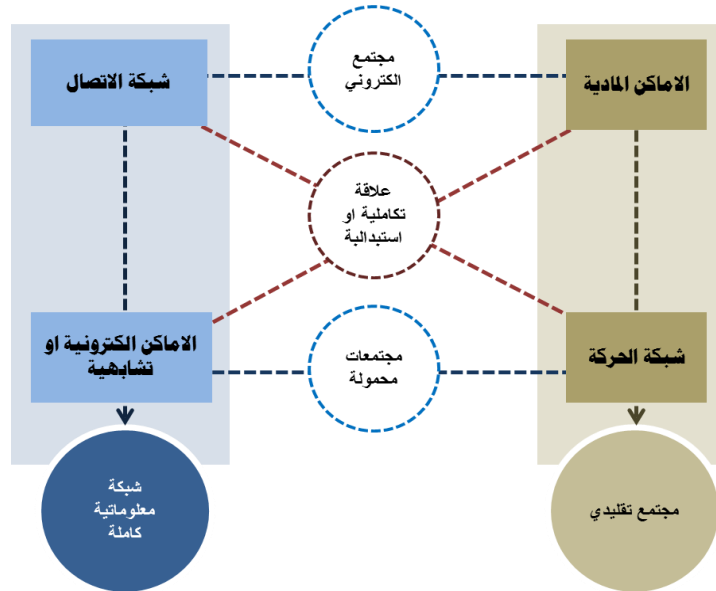 مجتمع
الكتروني
الاماكن المادية
شبكة الاتصال
علاقة
تكاملية او
استبدالبة
شبكة الحركة
مجتمعات
محمولة
الاماكن الكترونية او
تشابهية
مجتمع تقليدي
شبكة
معلوماتية
كاملة